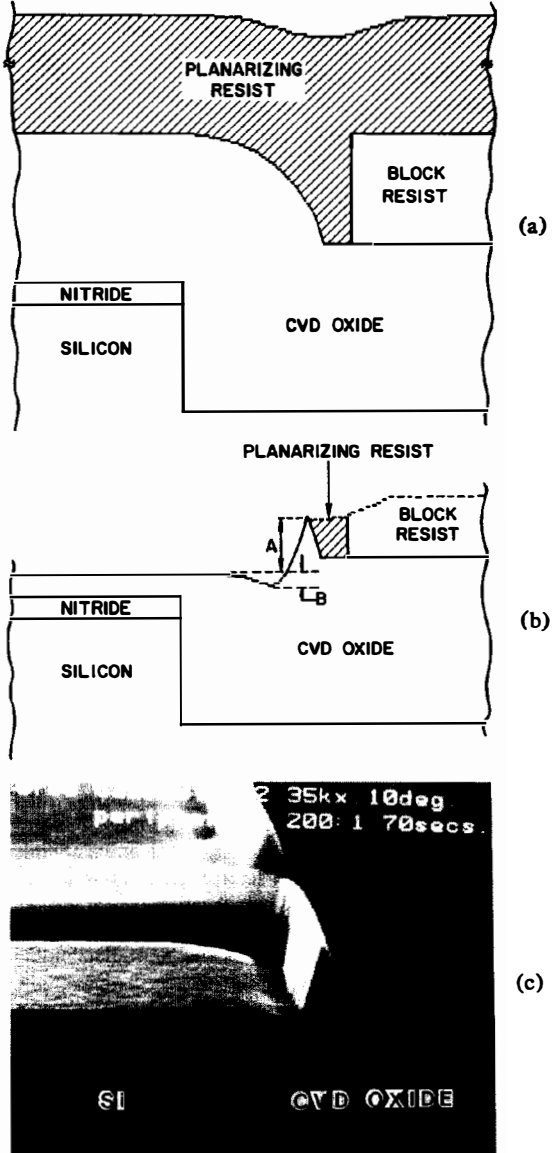 PLANARIZING
RESIST
BLOCK
RESIST
(a)
NITRIDE
CVD OXIDE
SILICON
PLANARIZING RESIST
A
BLOCK
RESIST
B
NITRIDE
(b)
CVD OXIDE
SILICON
2 35kx 10deg.
200:1 70secs.
(c)
SI
CVD OXIDE